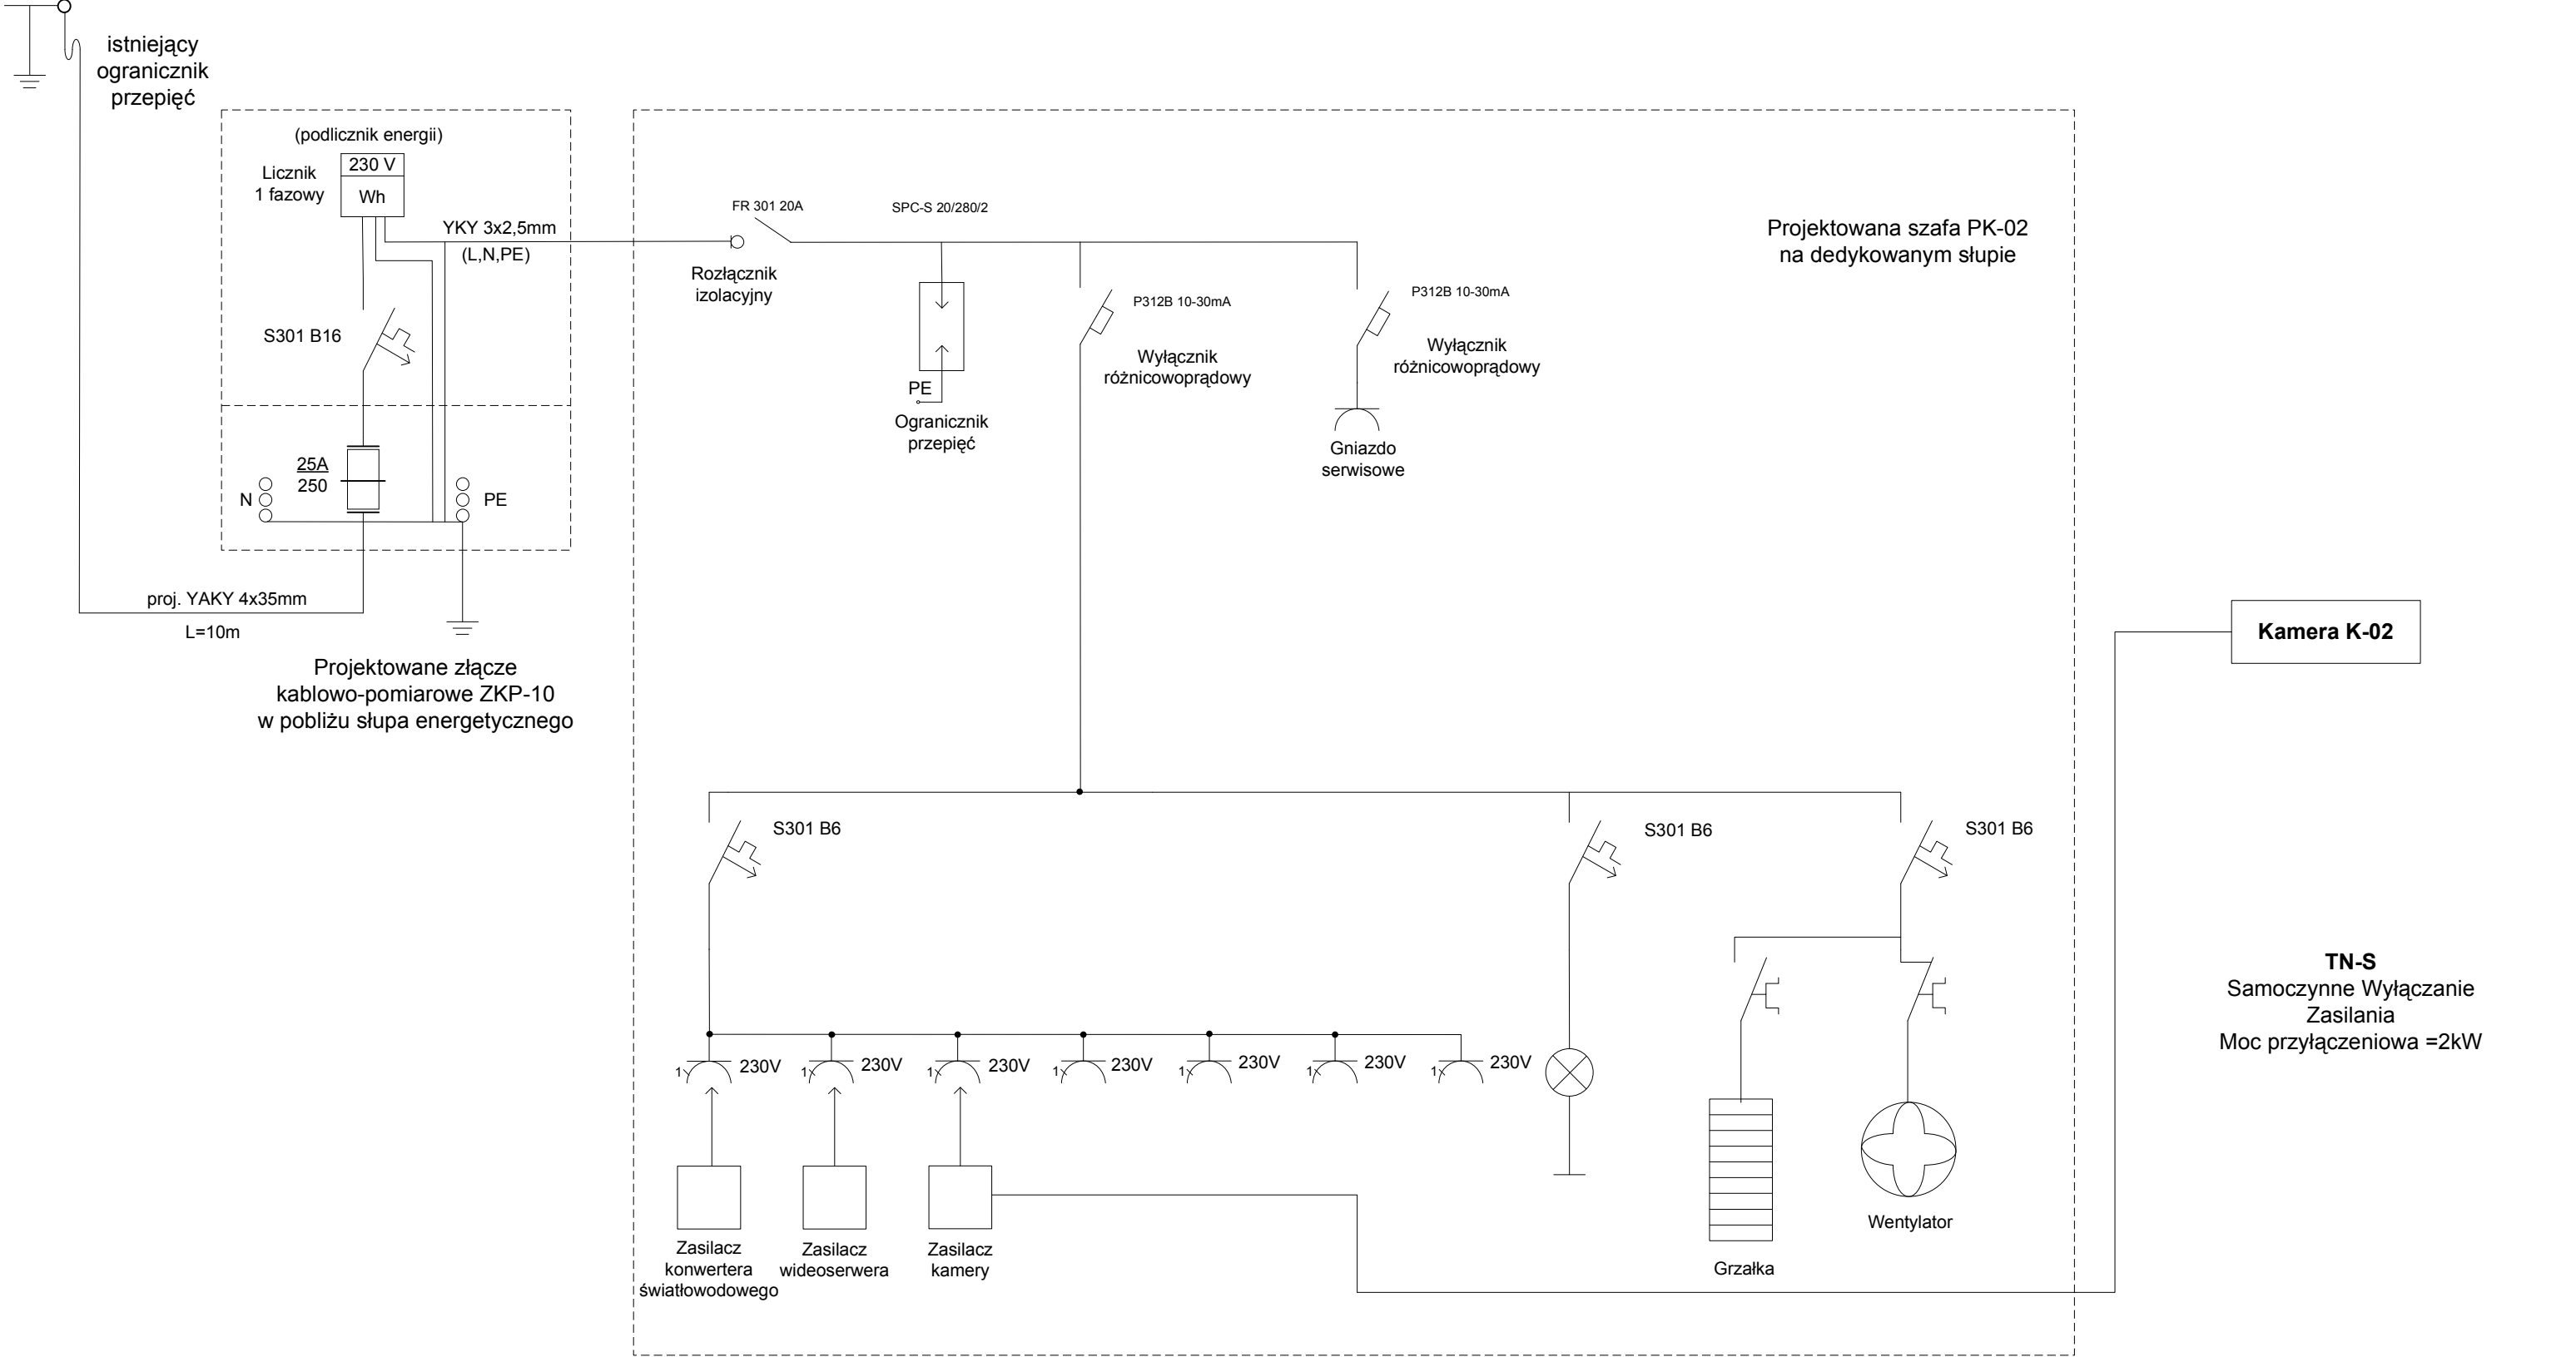 istniejący
ogranicznik
przepięć
(podlicznik energii)
Licznik
1 fazowy
230 V
Wh
YKY 3x2,5mm
(L,N,PE)
S301 B16
25A
250
N
PE
proj. YAKY 4x35mm
L=10m
Projektowane złącze
kablowo-pomiarowe ZKP-10
w pobliżu słupa energetycznego
FR 301 20A
Rozłącznik
izolacyjny
SPC-S 20/280/2
PE
Ogranicznik
przepięć
P312B 10-30mA
Wyłącznik
różnicowoprądowy
P312B 10-30mA
Wyłącznik
różnicowoprądowy
Gniazdo
serwisowe
Projektowana szafa PK-02
na dedykowanym słupie
Kamera K-02
S301 B6
S301 B6
S301 B6
TN-S
Samoczynne Wyłączanie
Zasilania
Moc przyłączeniowa =2kW
1 230V
1 230V
1 230V
1 230V
1 230V
1 230V
1 230V
Zasilacz
konwertera
światłowodowego
Zasilacz
wideoserwera
Zasilacz
kamery
Grzałka
Wentylator